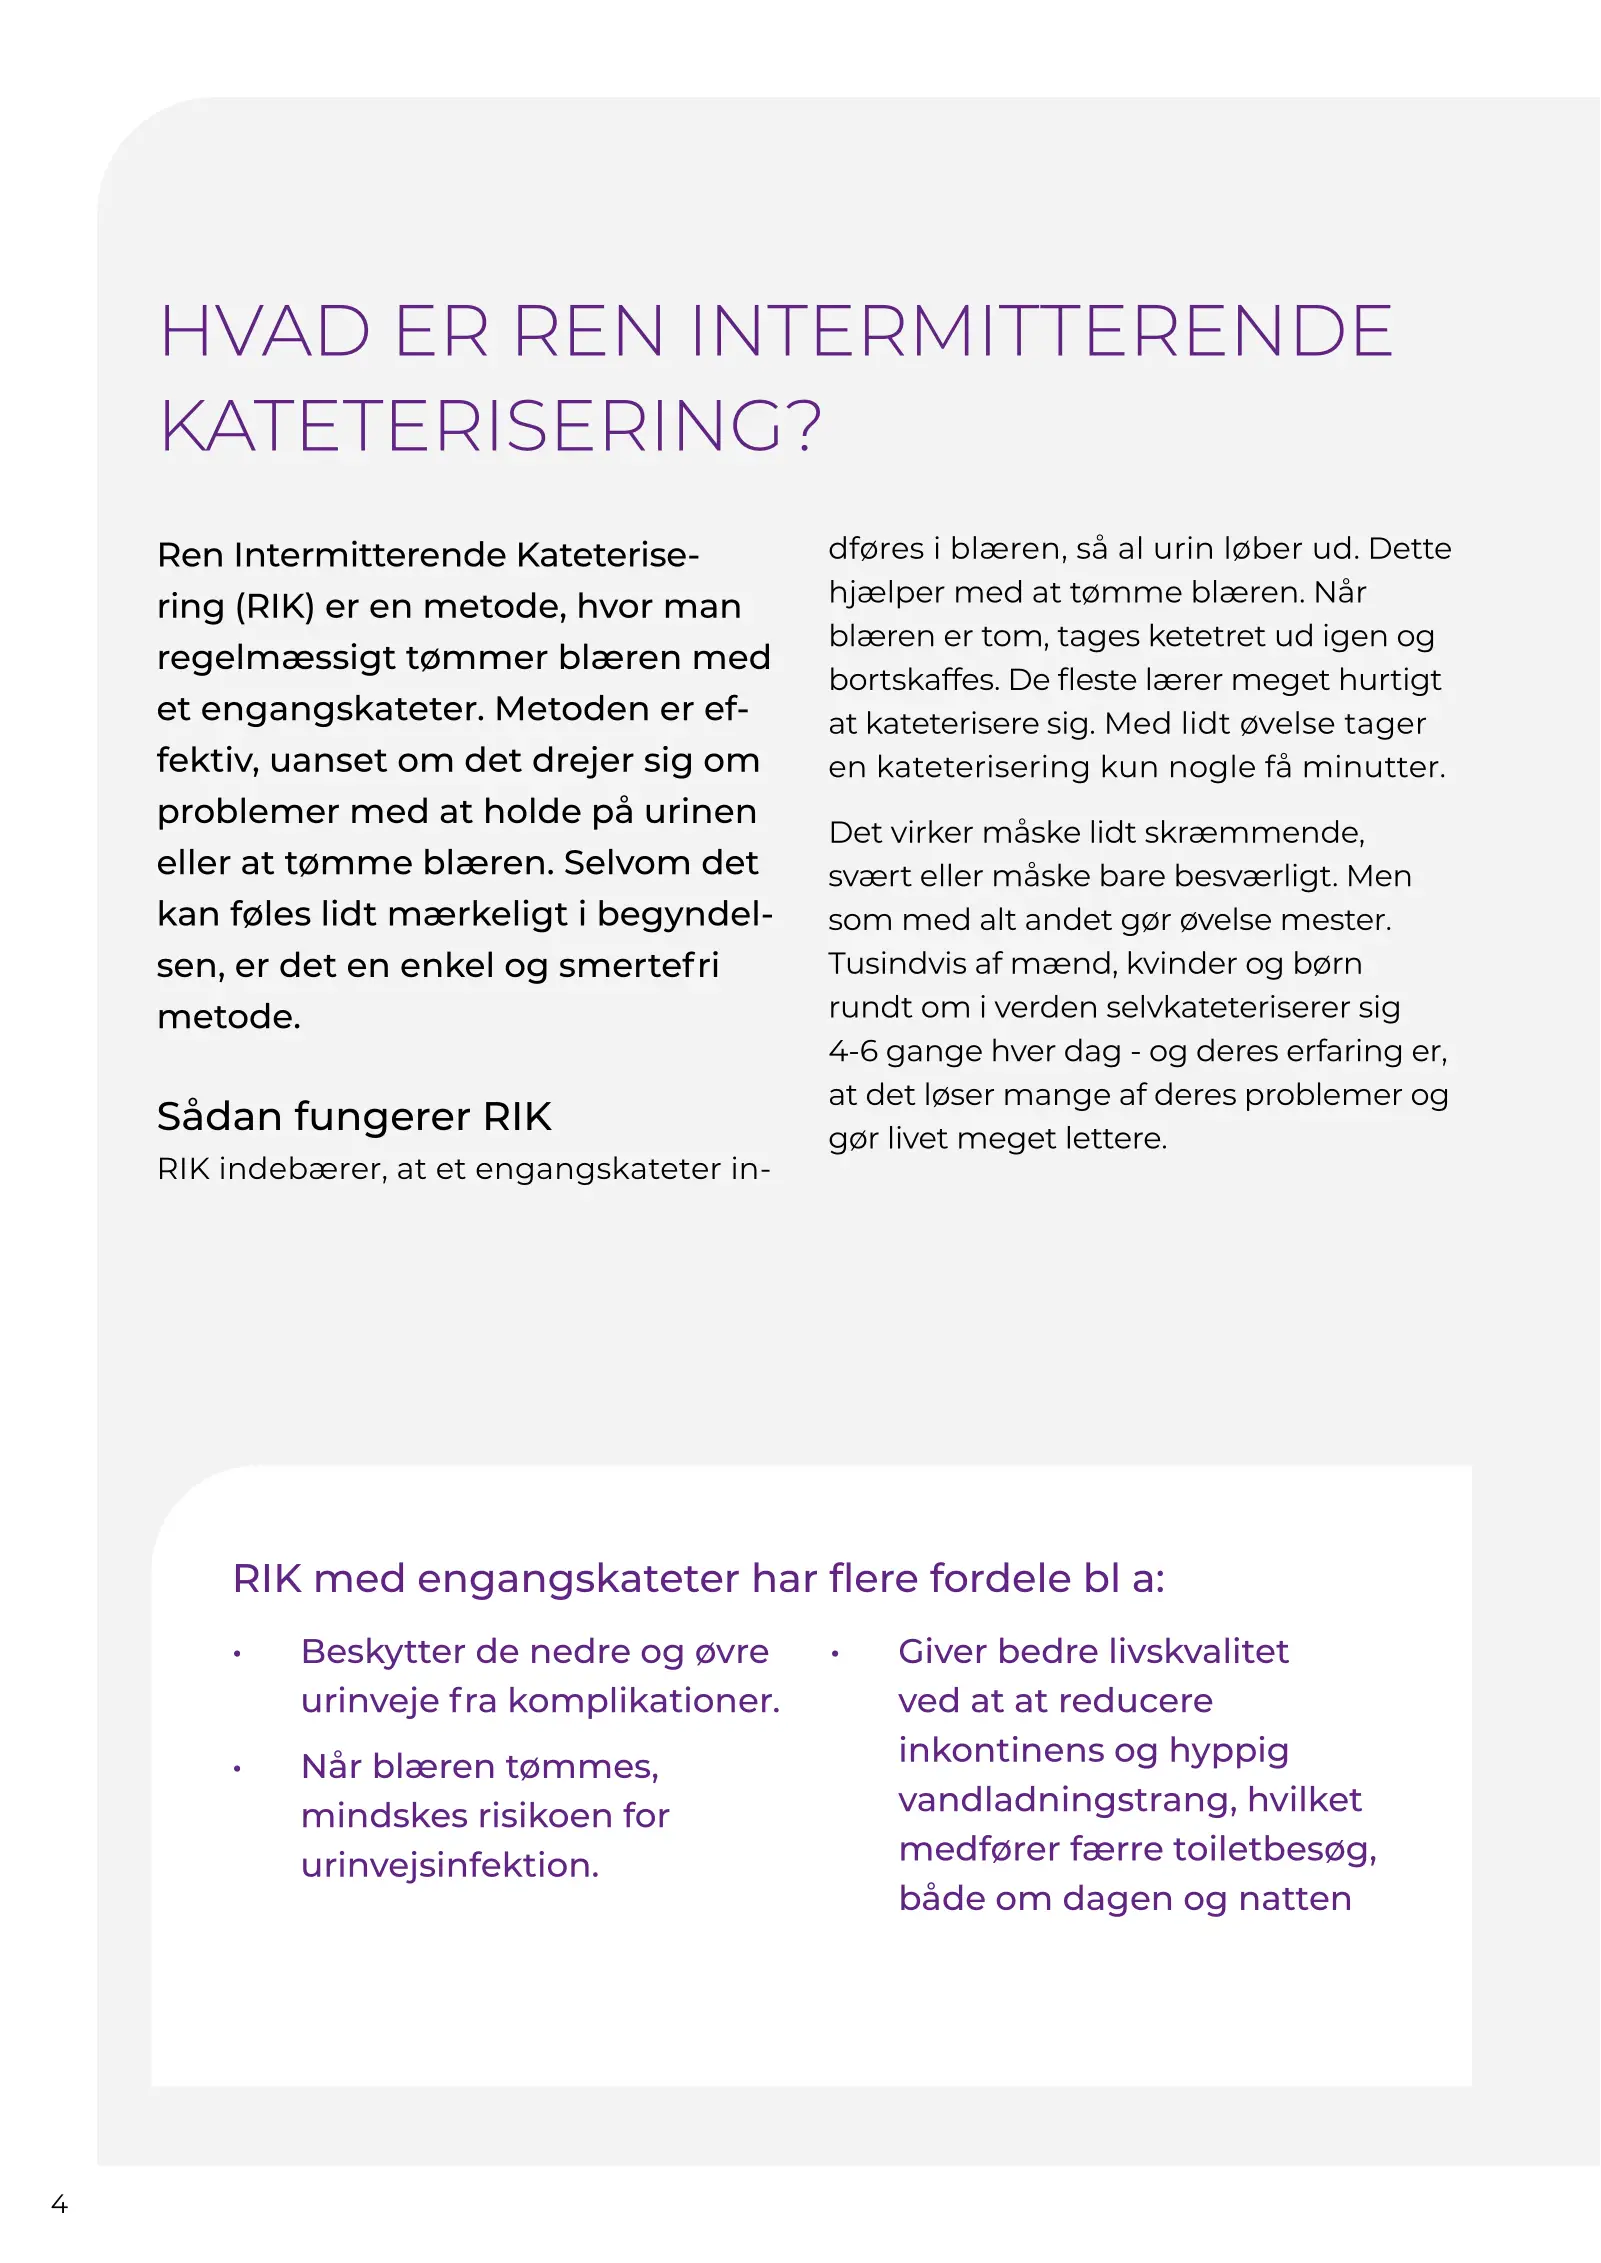 HVAD ER REN INTERMITTERENDE
KATETERISERING?
Ren Intermitterende Kateterise-
ring (RIK) er en metode, hvor man
regelmæssigt tømmer blæren med
et engangskateter. Metoden er ef-
fektiv, uanset om det drejer sig om
problemer med at holde på urinen
eller at tømme blæren. Selvom det
kan føles lidt mærkeligt i begyndel-
sen, er det en enkel og smertefri
metode.
Sådan fungerer RIK
RIK indebærer, at et engangskateter in-
dføres i blæren, så al urin løber ud. Dette
hjælper med at tømme blæren. Når
blæren er tom, tages ketetret ud igen og
bortskaffes. De fleste lærer meget hurtigt
at kateterisere sig. Med lidt øvelse tager
en kateterisering kun nogle få minutter.
Det virker måske lidt skræmmende,
svært eller måske bare besværligt. Men
som med alt andet gør øvelse mester.
Tusindvis af mænd, kvinder og børn
rundt om i verden selvkateteriserer sig
4-6 gange hver dag - og deres erfaring er,
at det løser mange af deres problemer og
gør livet meget lettere.
RIK med engangskateter har flere fordele bl a:
• Beskytter de nedre og øvre
urinveje fra komplikationer.
• Når blæren tømmes,
mindskes risikoen for
urinvejsinfektion.
• Giver bedre livskvalitet
ved at at reducere
inkontinens og hyppig
vandladningstrang, hvilket
medfører færre toiletbesøg,
både om dagen og natten
4